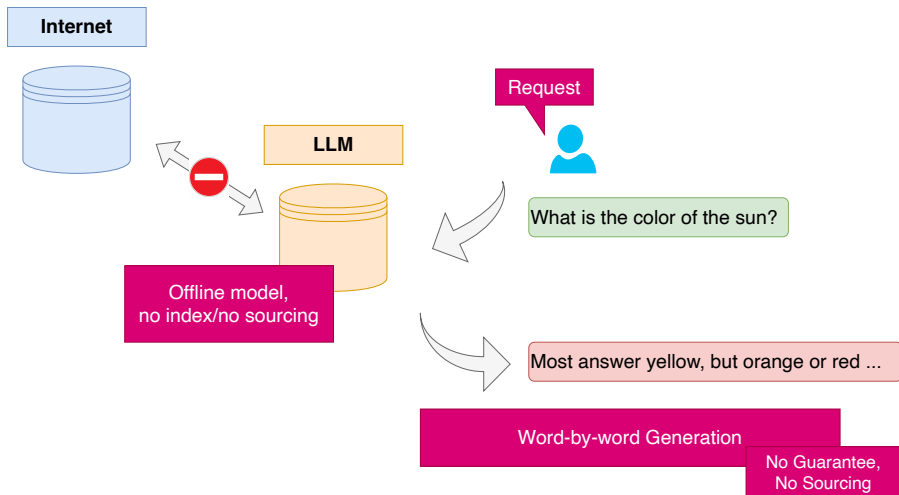 Internet
Request
LLM
What is the color of the sun?
Offline model,
no index/no sourcing
Most answer yellow, but orange or red ...
Word-by-word Generation
No Guarantee,
No Sourcing